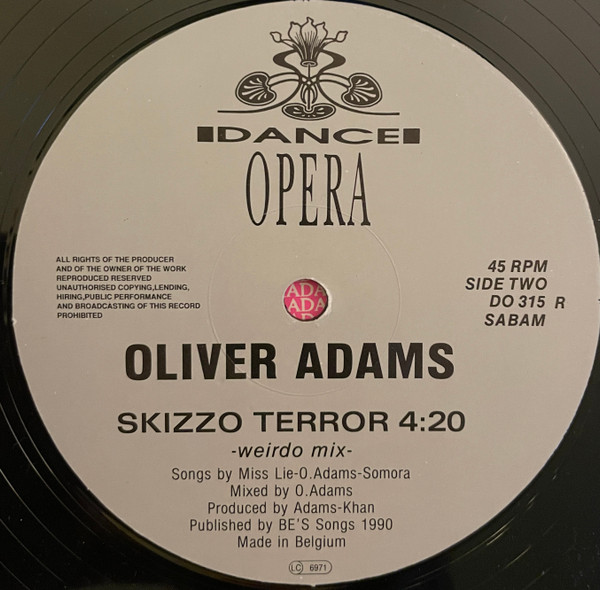 DANCE
OPERA
ALL RIGHTS OF THE PRODUCER
AND OF THE OWNER OF THE WORK
REPRODUCED RESERVED
UNAUTHORISED COPYING,LENDING,
HIRING,PUBLIC PERFORMANCE
AND BROADCASTING OF THIS RECORD
PROHIBITED
45 RPM
SIDE TWO
DO 315 R
SABAM
ADA
ADA
OLIVER ADAMS
SKIZZO TERROR 4:20
-weirdo mix-
Songs by Miss Lie-O.Adams-Somora
Mixed by O.Adams
Produced by Adams-Khan
Published by BE'S Songs 1990
Made in Belgium
LC 6971